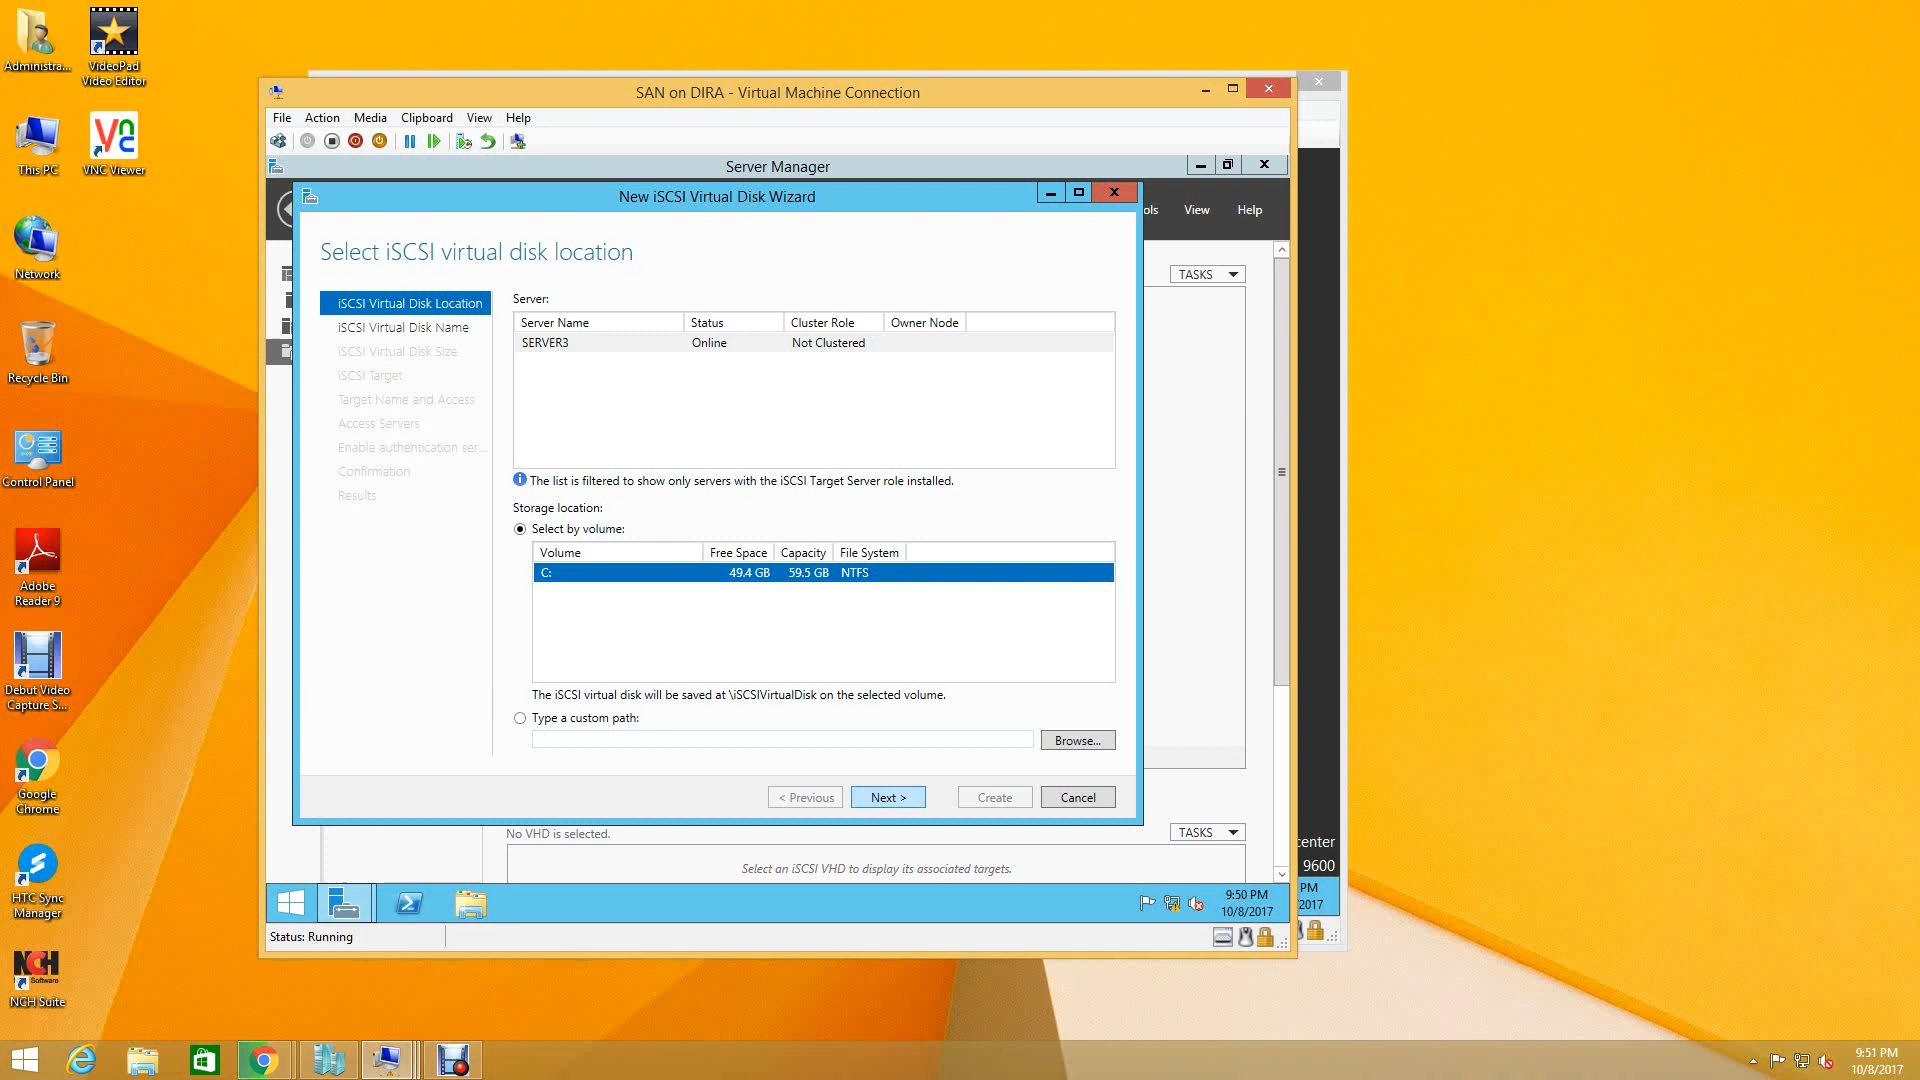 Administra...
VideoPad
Video Editor
This PC
VNC Viewer
Network
Recycle Bin
Control Panel
Adobe
Reader 9
Debut Video
Capture S...
Google
Chrome
HTC Sync
Manager
NCH Software
NCH Suite
SAN on DIRA - Virtual Machine Connection
File Action Media Clipboard View Help
Server Manager
New iSCSI Virtual Disk Wizard
ols View Help
Select iSCSI virtual disk location
TASKS
iSCSI Virtual Disk Location
iSCSI Virtual Disk Name
iSCSI Virtual Disk Size
iSCSI Target
Target Name and Access
Access Servers
Enable authentication ser...
Confirmation
Results
Server:
Server Name Status Cluster Role Owner Node
SERVER3 Online Not Clustered
The list is filtered to show only servers with the iSCSI Target Server role installed.
Storage location:
Select by volume:
Volume Free Space Capacity File System
C: 49.4 GB 59.5 GB NTFS
The iSCSI virtual disk will be saved at \iSCSIVirtualDisk on the selected volume.
Type a custom path:
Browse...
< Previous Next > Create Cancel
No VHD is selected.
TASKS
Select an iSCSI VHD to display its associated targets.
center
9600
PM
2017
9:50 PM
10/8/2017
Status: Running
9:51 PM
10/8/2017